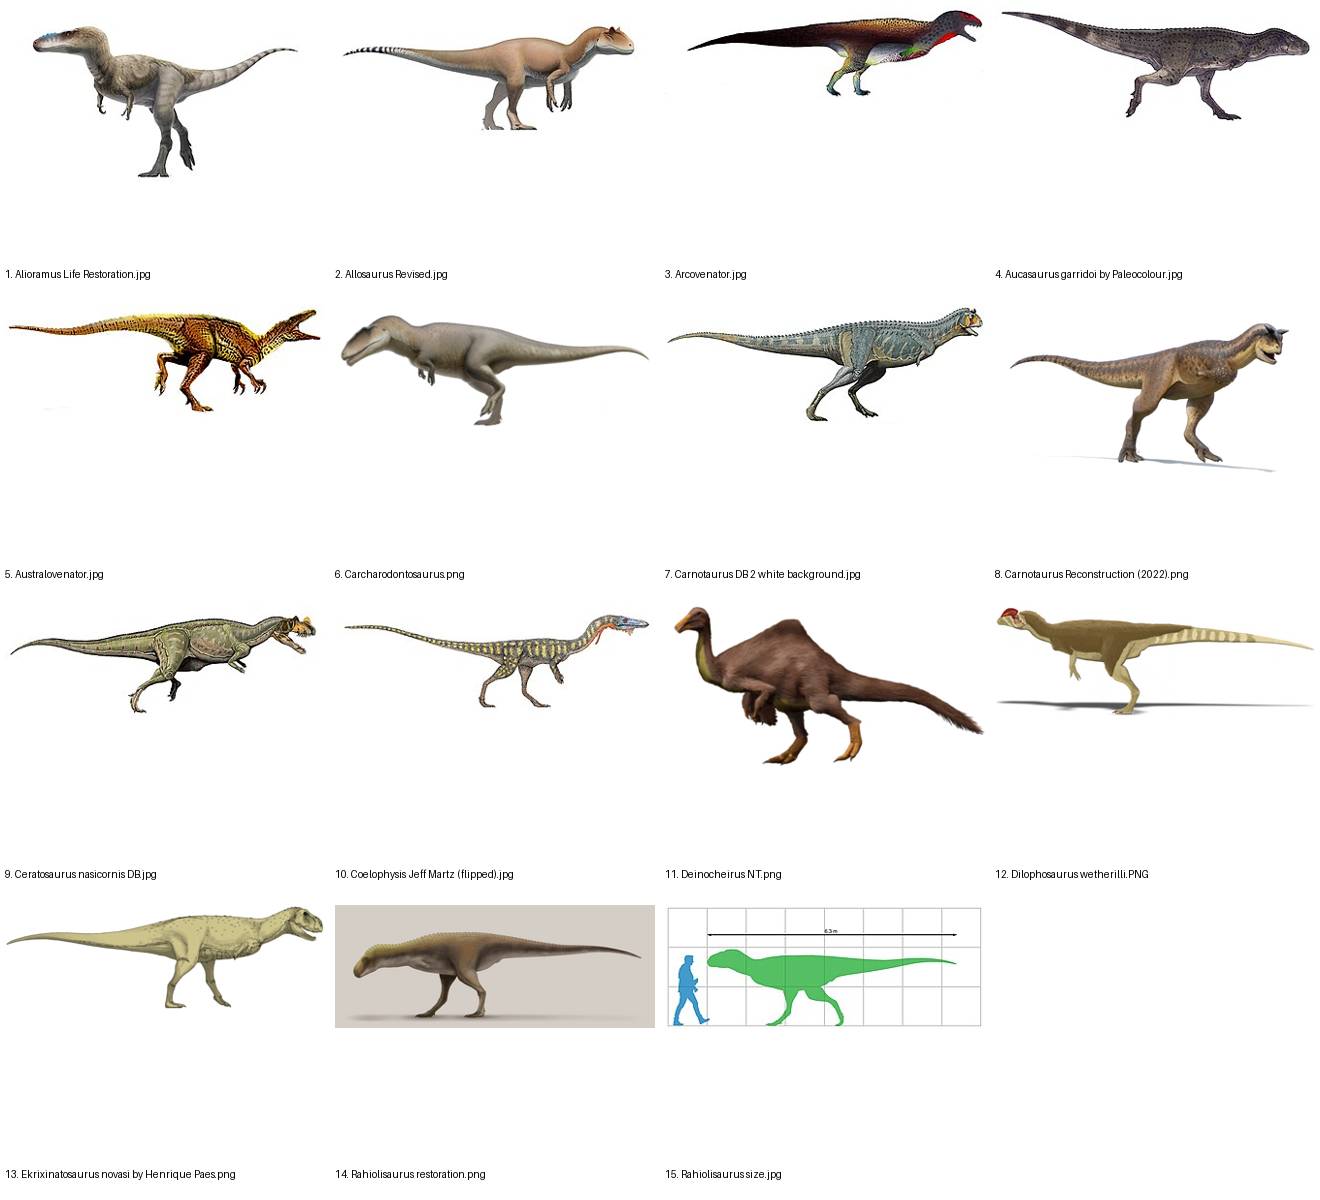 1. Alioramus Life Restoration.jpg
2. Allosaurus Revised.jpg
3. Arcovenator.jpg
4. Aucasaurus garridoi by Paleocolour.jpg
5. Australovenator.jpg
6. Carcharodontosaurus.png
7. Carnotaurus DB 2 white background.jpg
8. Carnotaurus Reconstruction (2022).png
9. Ceratosaurus nasicornis DB.jpg
10. Coelophysis Jeff Martz (flipped).jpg
11. Deinocheirus NT.png
12. Dilophosaurus wetherilli.PNG
6.3 m
13. Ekrixinatosaurus novasi by Henrique Paes.png
14. Rahiolisaurus restoration.png
15. Rahiolisaurus size.jpg